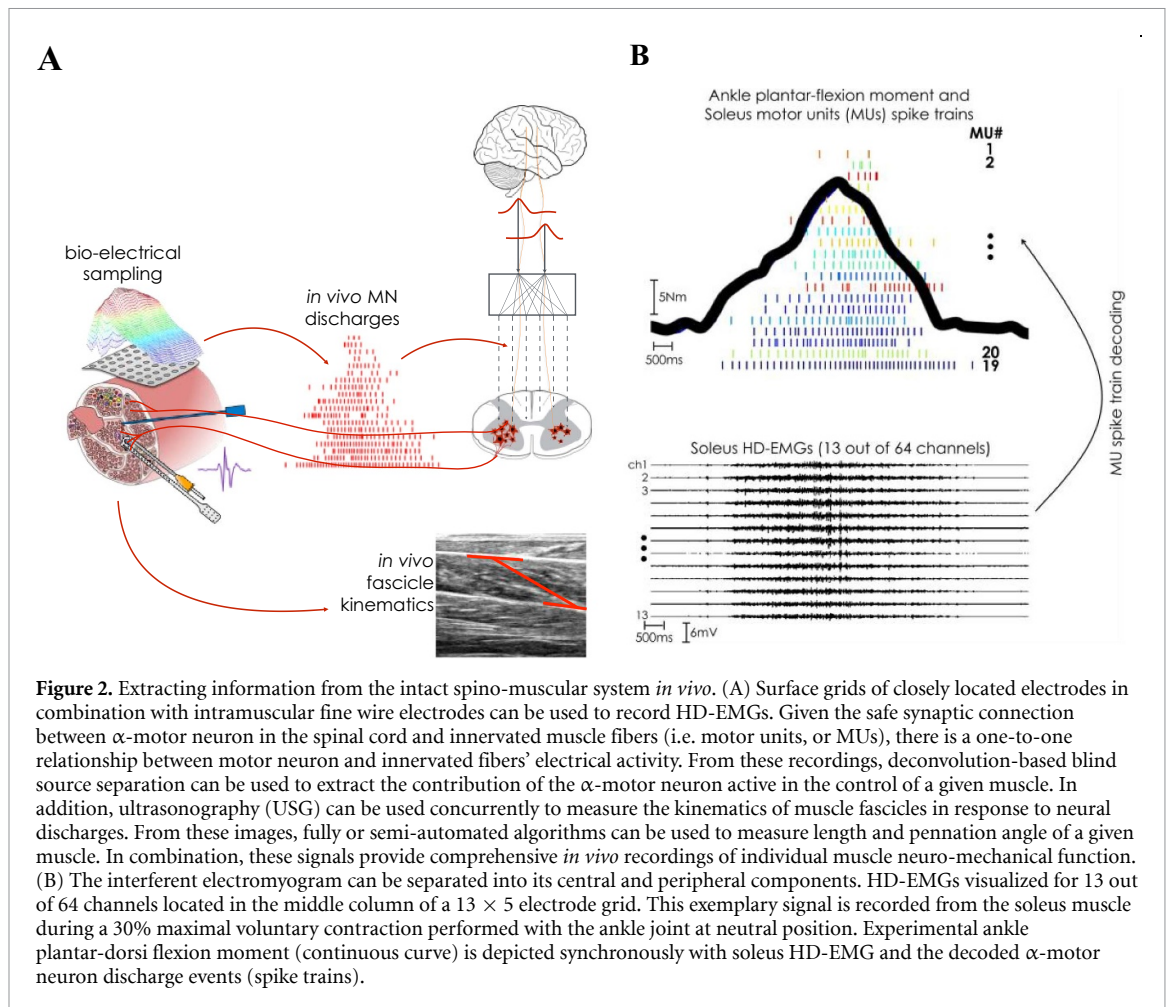 A
bio-electrical
sampling
in vivo MN
discharges
in vivo
fascicle
kinematics
B
Ankle plantar-flexion moment and
Soleus motor units (MUs) spike trains
MU#
1
2
5Nm
500ms
20
19
MU spike train decoding
Soleus HD-EMGs (13 out of 64 channels)
ch1
2
3
13
500ms
6mV
Figure 2. Extracting information from the intact spino-muscular system in vivo. (A) Surface grids of closely located electrodes in
combination with intramuscular fine wire electrodes can be used to record HD-EMGs. Given the safe synaptic connection
between α-motor neuron in the spinal cord and innervated muscle fibers (i.e. motor units, or MUs), there is a one-to-one
relationship between motor neuron and innervated fibers’ electrical activity. From these recordings, deconvolution-based blind
source separation can be used to extract the contribution of the α-motor neuron active in the control of a given muscle. In
addition, ultrasonography (USG) can be used concurrently to measure the kinematics of muscle fascicles in response to neural
discharges. From these images, fully or semi-automated algorithms can be used to measure length and pennation angle of a given
muscle. In combination, these signals provide comprehensive in vivo recordings of individual muscle neuro-mechanical function.
(B) The interferent electromyogram can be separated into its central and peripheral components. HD-EMGs visualized for 13 out
of 64 channels located in the middle column of a 13 × 5 electrode grid. This exemplary signal is recorded from the soleus muscle
during a 30% maximal voluntary contraction performed with the ankle joint at neutral position. Experimental ankle
plantar-dorsi flexion moment (continuous curve) is depicted synchronously with soleus HD-EMG and the decoded α-motor
neuron discharge events (spike trains).